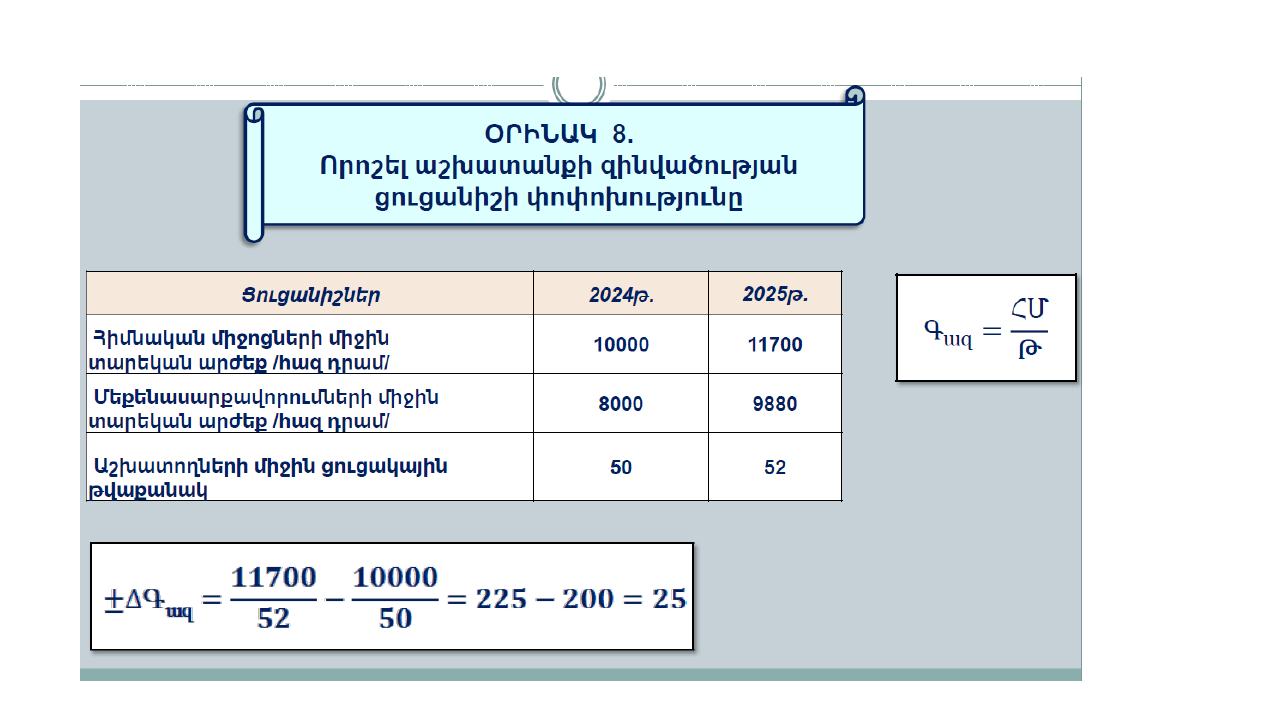 ՕՐԻՆԱԿ 8.
Որոշել աշխատանքի զինվածության
ցուցանիշի փոփոխությունը
Ցուցանիշներ 2024թ. 2025թ.
Հիմնական միջոցների միջին
տարեկան արժեք /հազ դրամ/ 10000 11700
Մեքենասարքավորումների միջին
տարեկան արժեք /հազ դրամ/ 8000 9880
Աշխատողների միջին ցուցակային
թվաքանակ 50 52
Գազ = ՀՄ / Թ
±ΔԳազ = 11700 / 52 − 10000 / 50 = 225 − 200 = 25